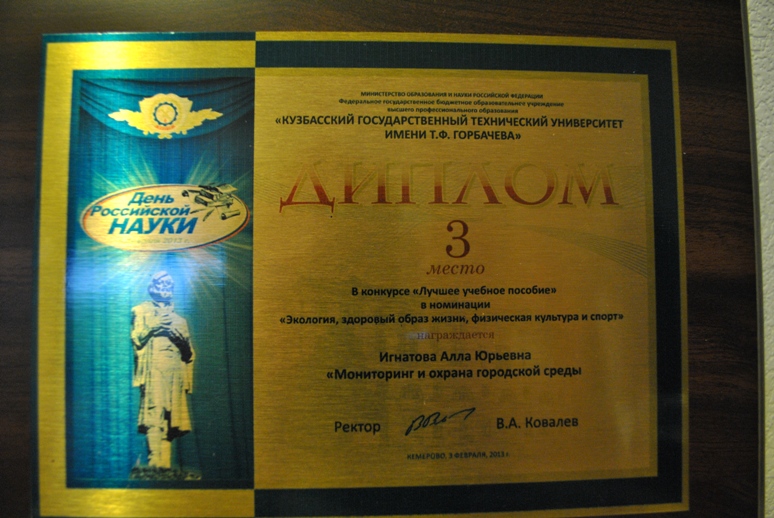 День
Российской
НАУКИ
МИНИСТЕРСТВО ОБРАЗОВАНИЯ И НАУКИ РОССИЙСКОЙ ФЕДЕРАЦИИ
Федеральное государственное бюджетное образовательного учреждение
высшего профессионального образования
«КУЗБАССКИЙ ГОСУДАРСТВЕННЫЙ ТЕХНИЧЕСКИЙ УНИВЕРСИТЕТ
ИМЕНИ Т.Ф. ГОРБАЧЕВА»
ДИПЛОМ
3
место
В конкурсе «Лучшее учебное пособие»
в номинации
«Экология, здоровый образ жизни, физическая культура и спорт»
награждается
Игнатова Алла Юрьевна
«Мониторинг и охрана городской среды
Ректор В.А. Ковалев
КЕМЕРОВО, 3 ФЕВРАЛЯ, 2013 г.